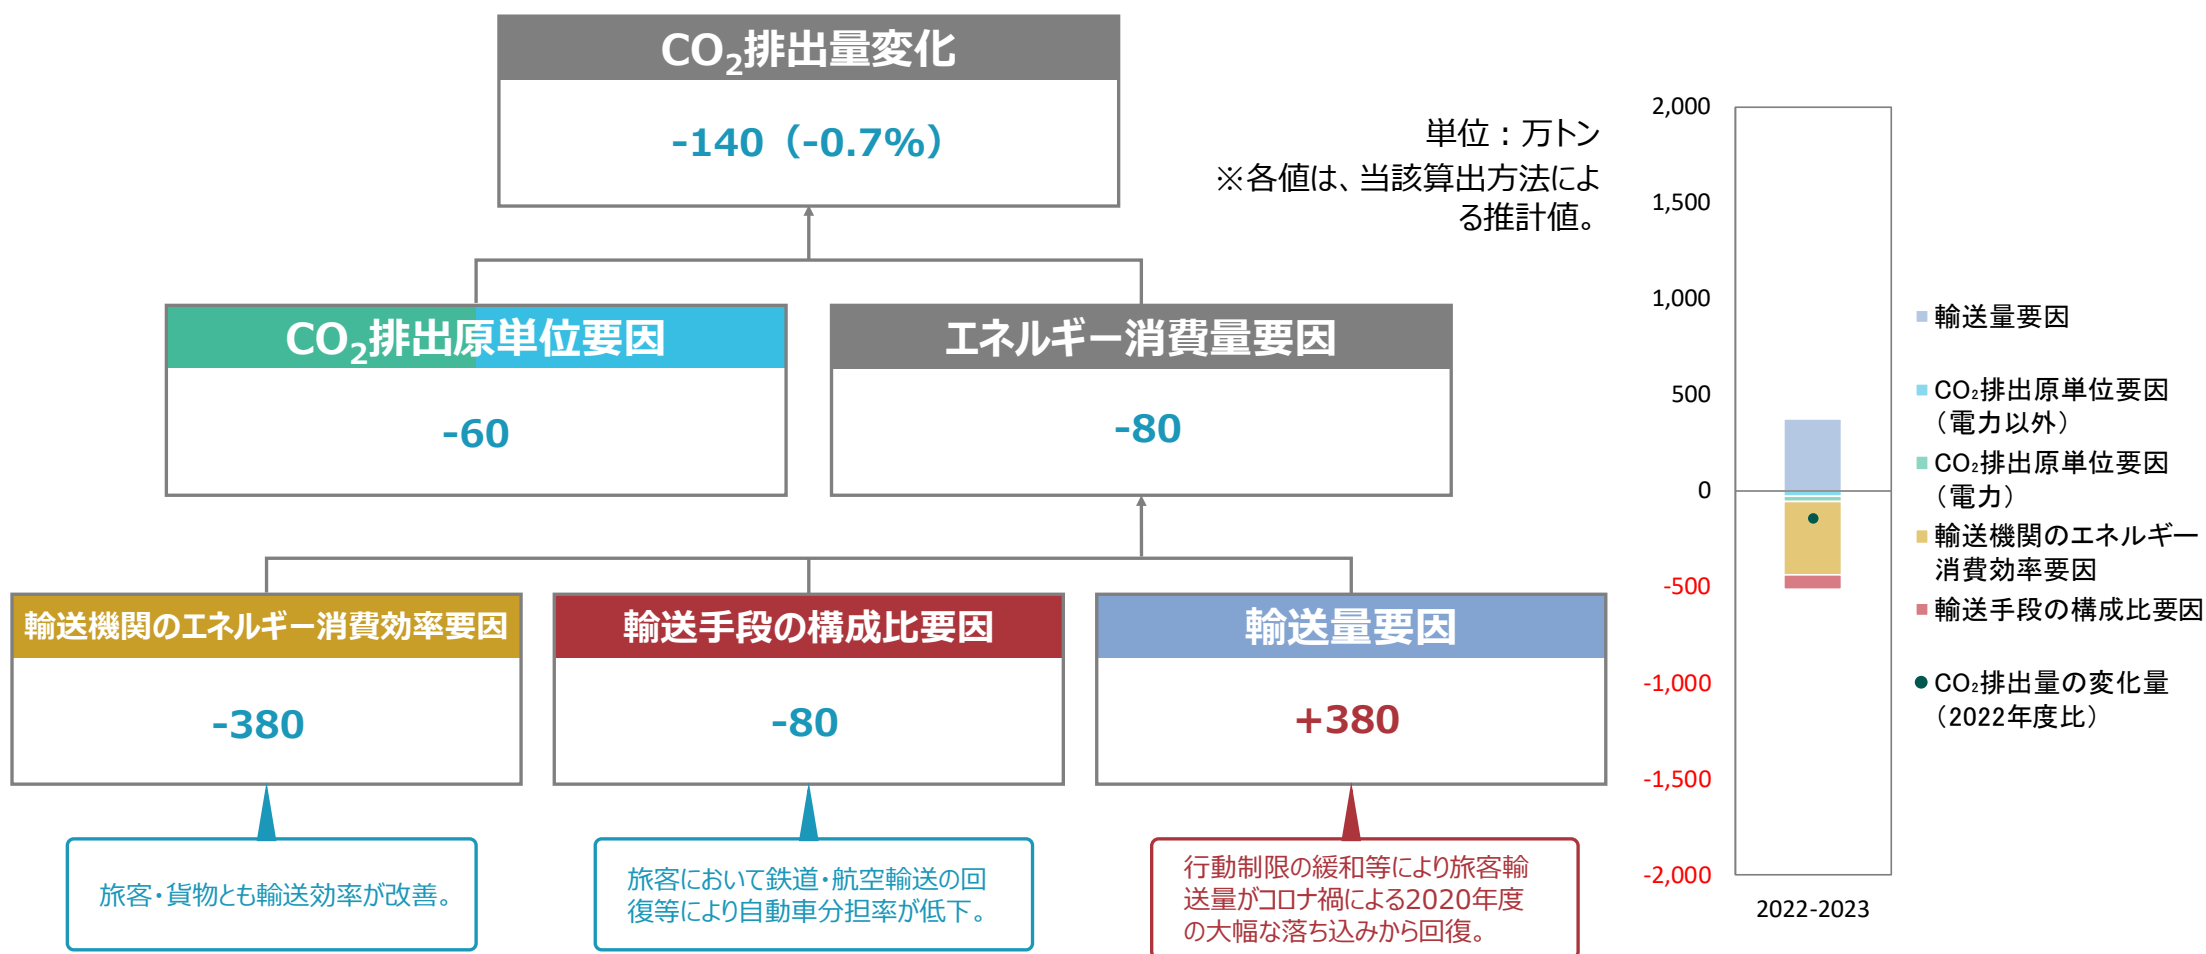 CO₂排出量変化
-140（-0.7%）
単位：万トン
※各値は、当該算出方法によ
る推計値。
CO₂排出原単位要因
-60
エネルギー消費量要因
-80
輸送機関のエネルギー消費効率要因
-380
輸送手段の構成比要因
-80
輸送量要因
+380
旅客・貨物とも輸送効率が改善。
旅客において鉄道・航空輸送の回
復等により自動車分担率が低下。
行動制限の緩和等により旅客輸
送量がコロナ禍による2020年度
の大幅な落ち込みから回復。
2,000
1,500
1,000
500
0
-500
-1,000
-1,500
-2,000
2022-2023
輸送量要因
CO₂排出原単位要因
（電力以外）
CO₂排出原単位要因
（電力）
輸送機関のエネルギー
消費効率要因
輸送手段の構成比要因
CO₂排出量の変化量
（2022年度比）